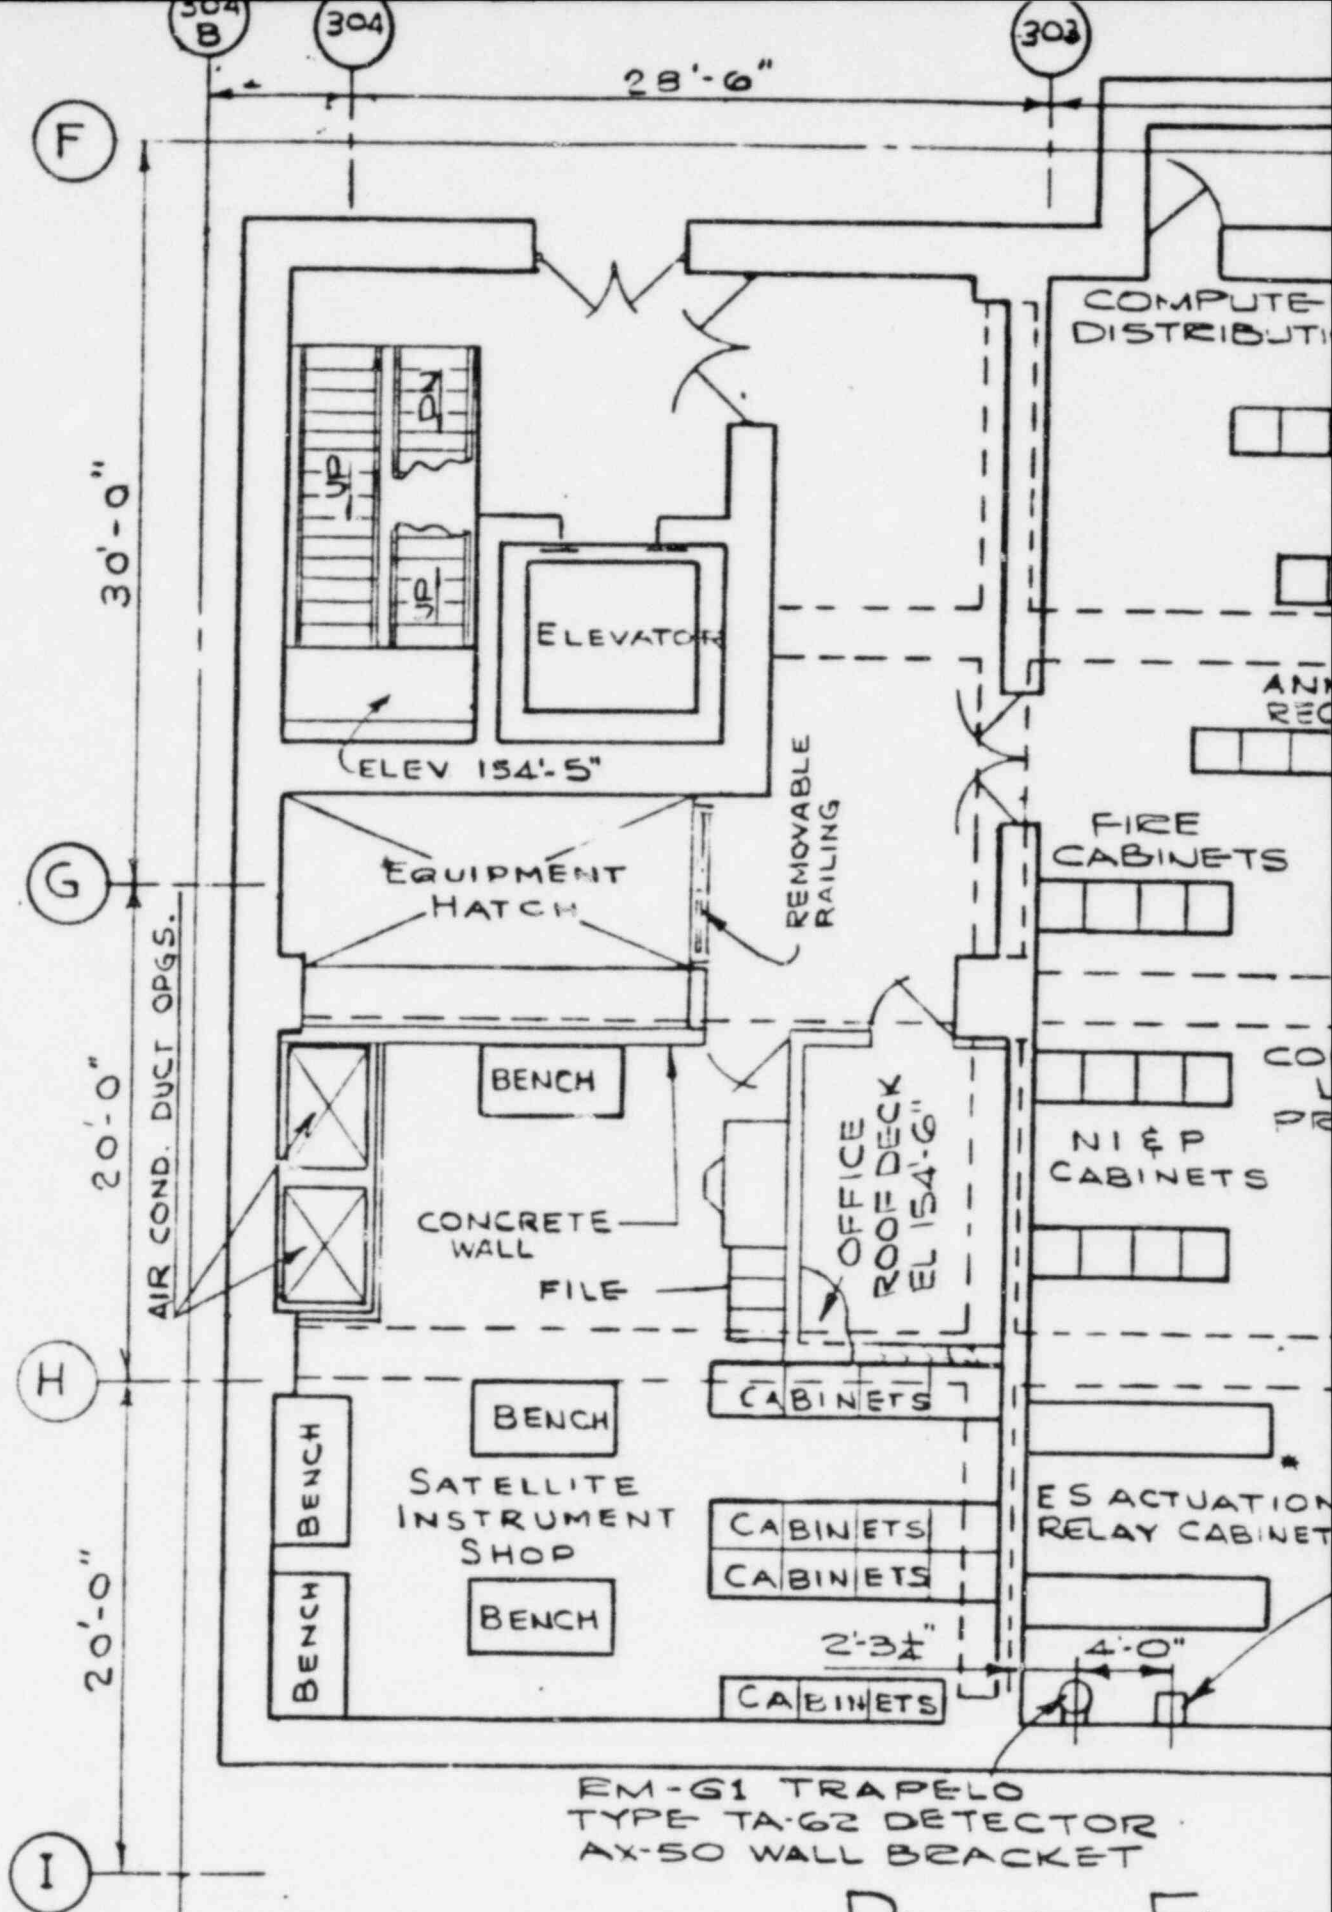 304
B
304
303
28'-6"
F
COMPUTE
DISTRIBUTI
DN
UP
UP
30'-0"
ELEVATOR
ELEV 154'-5"
REMOVABLE
RAILING
FIRE
CABINETS
G
EQUIPMENT
HATCH
AIR COND. DUCT OPGS.
20'-0"
BENCH
OFFICE
ROOF DECK
EL 154'-6"
NI & P
CABINETS
CONCRETE
WALL
FILE
H
CABINETS
BENCH
BENCH
SATELLITE
INSTRUMENT
SHOP
CABINETS
CABINETS
*
ES ACTUATION
RELAY CABINET
20'-0"
BENCH
BENCH
2'-3¼"
4'-0"
CABINETS
EM-G1 TRAPELO
TYPE TA-62 DETECTOR
AX-50 WALL BRACKET
I